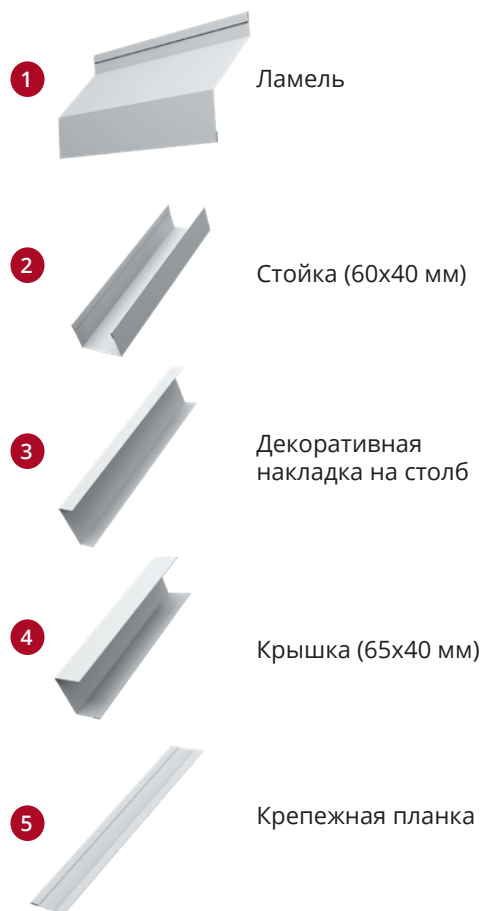 1
Ламель
2
Стойка (60x40 мм)
3
Декоративная
накладка на столб
4
Крышка (65x40 мм)
5
Крепежная планка